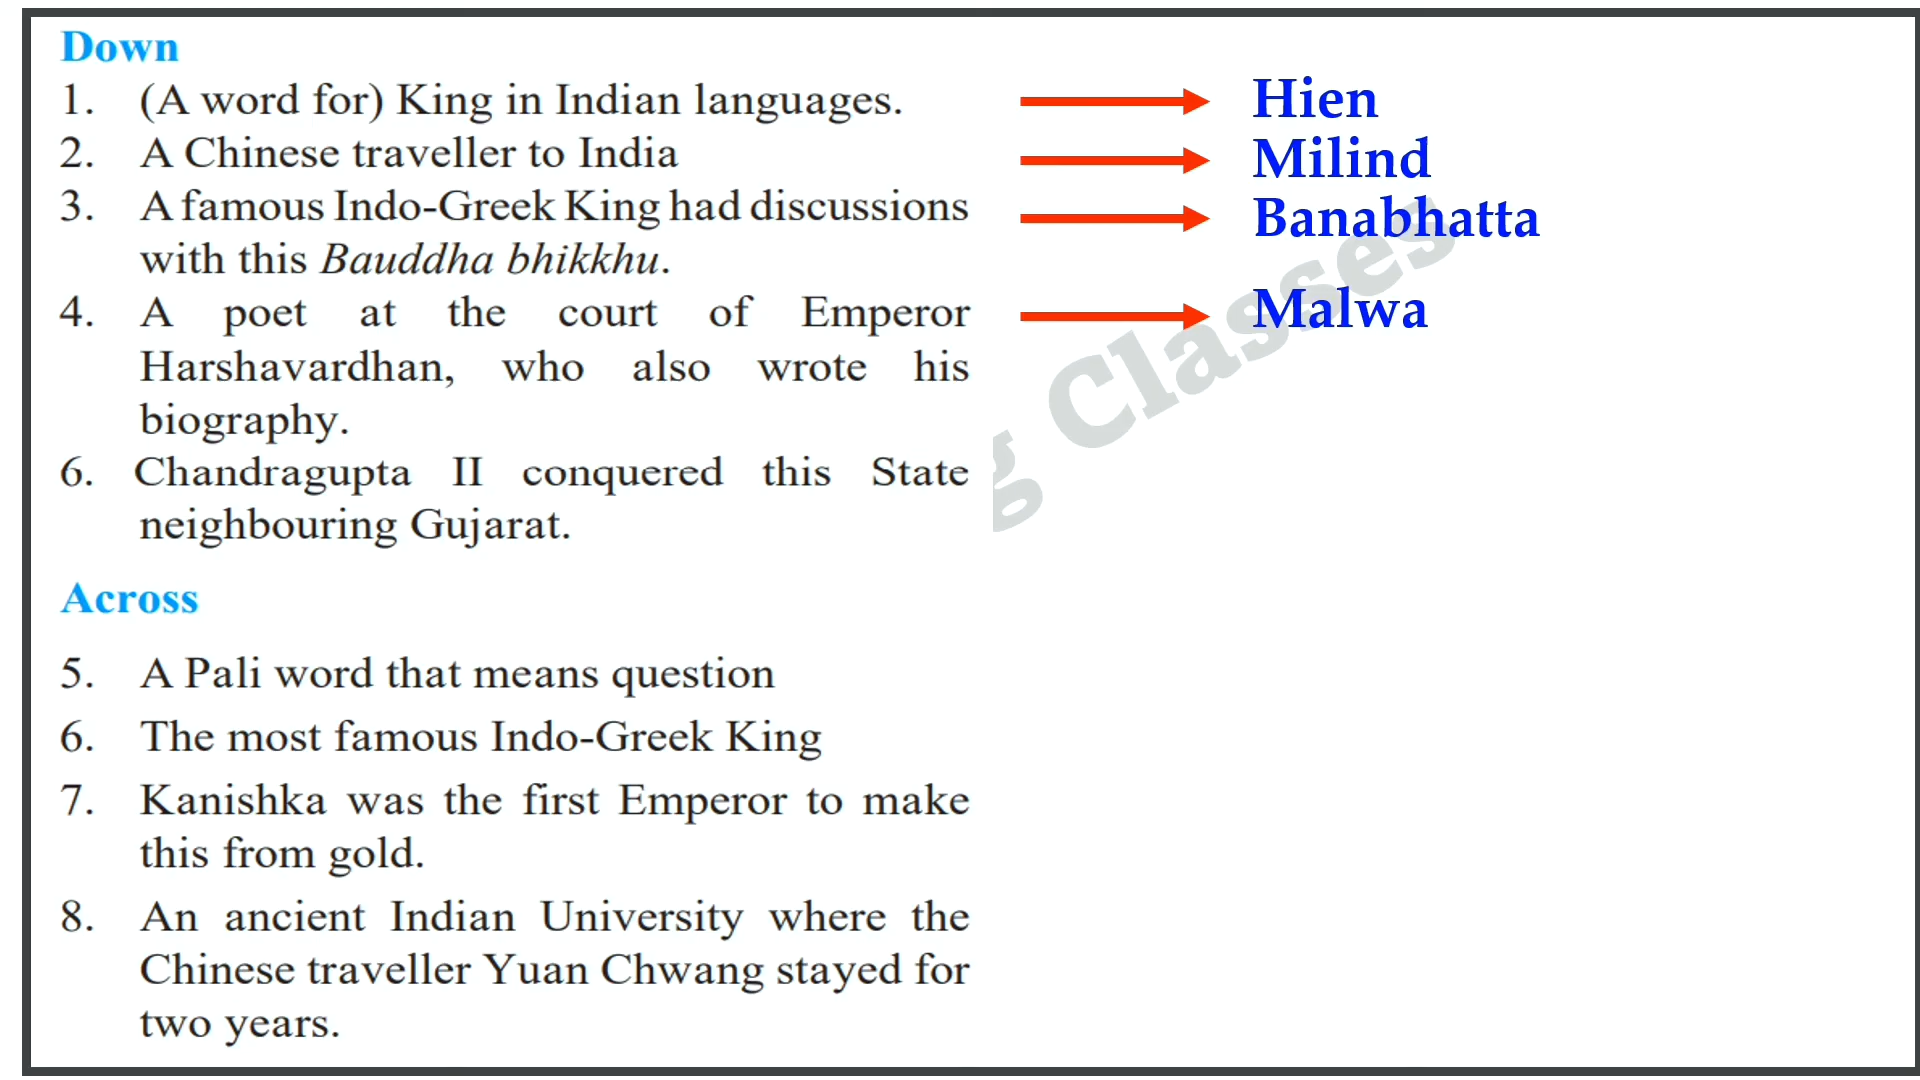 Down
1. (A word for) King in Indian languages.
Hien
2. A Chinese traveller to India
Milind
3. A famous Indo-Greek King had discussions
Banabhatta
with this Bauddha bhikkhu.
4. A poet at the court of Emperor
Malwa
Harshavardhan, who also wrote his
biography.
6. Chandragupta II conquered this State
neighbouring Gujarat.
g Classes
Across
5. A Pali word that means question
6. The most famous Indo-Greek King
7. Kanishka was the first Emperor to make
this from gold.
8. An ancient Indian University where the
Chinese traveller Yuan Chwang stayed for
two years.